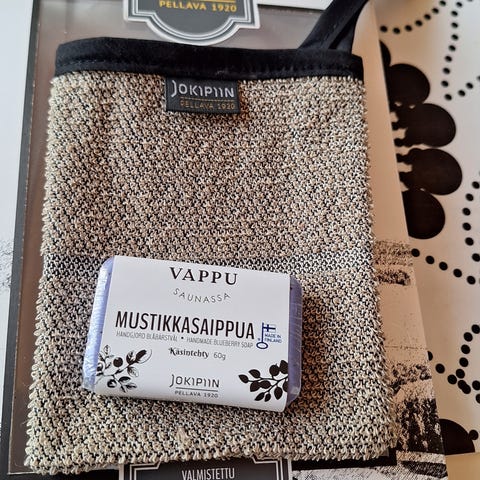 PELLAVA 1920
JOKIPIIN
PELLAVA 1920
VAPPU
SAUNASSA
MUSTIKKASAIPPUA
MADE IN
FINLAND
HANDGJORD BLÅBÄRSTVÅL • HANDMADE BLUEBERRY SOAP
Käsintehty 60g
JOKIPIIN
PELLAVA 1920
VALMISTETTU